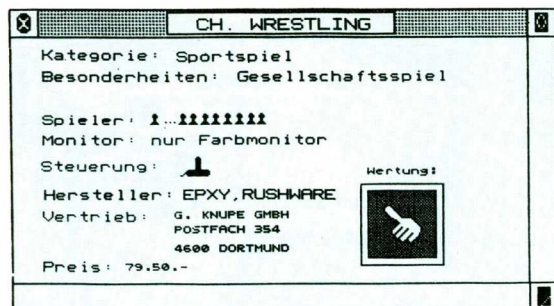 CH. WRESTLING
Kategorie: Sportspiel
Besonderheiten: Gesellschaftsspiel
Spieler: ...
Monitor: nur Farbmonitor
Steuerung:
Wertung:
Hersteller: EPXY,RUSHWARE
Vertrieb: G. KNUPE GMBH
POSTFACH 354
4600 DORTMUND
Preis: 79.50.-